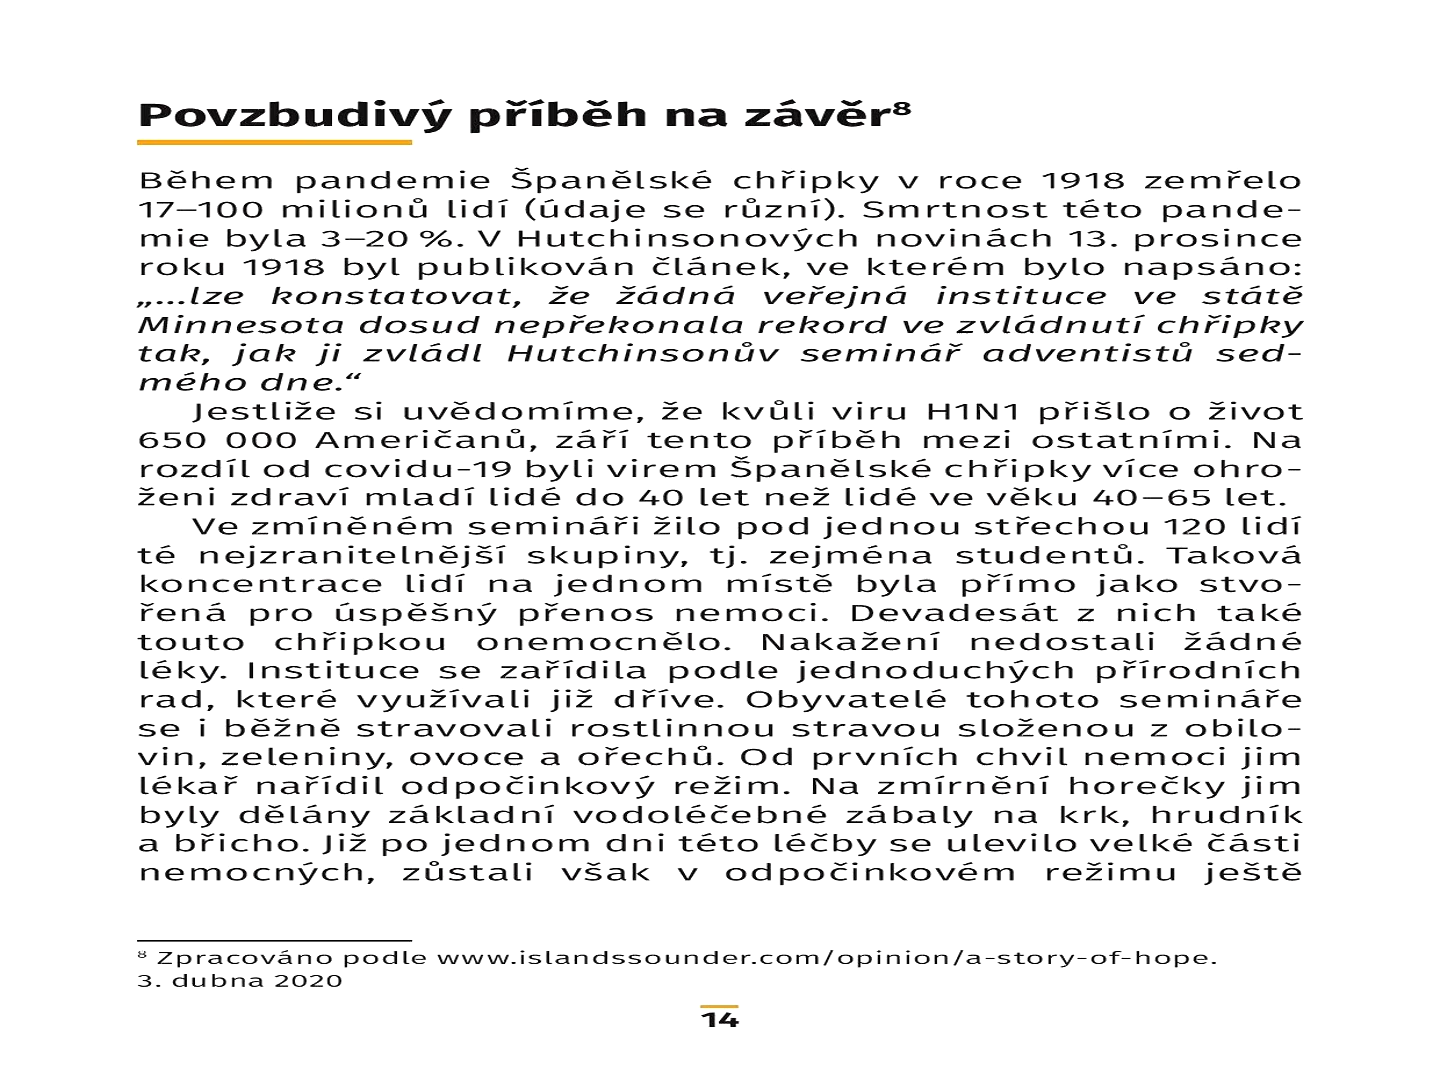 Povzbudivý příběh na závěr⁸
Během pandemie Španělské chřipky v roce 1918 zemřelo
17–100 milionů lidí (údaje se různí). Smrtnost této pande-
mie byla 3–20 %. V Hutchinsonových novinách 13. prosince
roku 1918 byl publikován článek, ve kterém bylo napsáno:
„...lze konstatovat, že žádná veřejná instituce ve státě
Minnesota dosud nepřekonala rekord ve zvládnutí chřipky
tak, jak ji zvládl Hutchinsonův seminář adventistů sed-
mého dne.“
Jestliže si uvědomíme, že kvůli viru H1N1 přišlo o život
650 000 Američanů, září tento příběh mezi ostatními. Na
rozdíl od covidu-19 byli virem Španělské chřipky více ohro-
ženi zdraví mladí lidé do 40 let než lidé ve věku 40–65 let.
Ve zmíněném semináři žilo pod jednou střechou 120 lidí
té nejzranitelnější skupiny, tj. zejména studentů. Taková
koncentrace lidí na jednom místě byla přímo jako stvo-
řená pro úspěšný přenos nemoci. Devadesát z nich také
touto chřipkou onemocnělo. Nakažení nedostali žádné
léky. Instituce se zařídila podle jednoduchých přírodních
rad, které využívali již dříve. Obyvatelé tohoto semináře
se i běžně stravovali rostlinnou stravou složenou z obilo-
vin, zeleniny, ovoce a ořechů. Od prvních chvil nemoci jim
lékař nařídil odpočinkový režim. Na zmírnění horečky jim
byly dělány základní vodoléčebné zábaly na krk, hrudník
a břicho. Již po jednom dni této léčby se ulevilo velké části
nemocných, zůstali však v odpočinkovém režimu ještě
⁸ Zpracováno podle www.islandssounder.com/opinion/a-story-of-hope.
3. dubna 2020
14